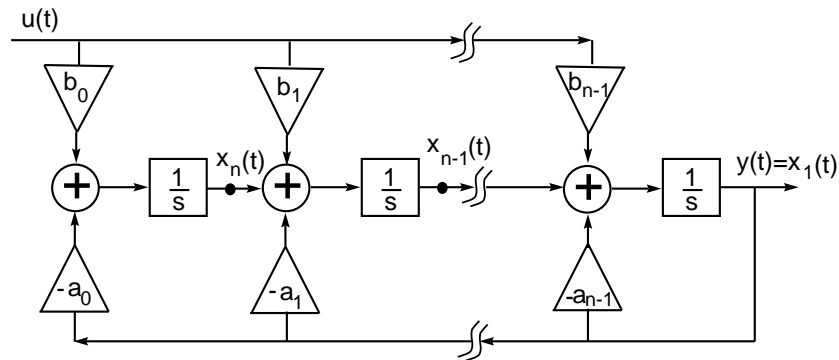 u(t)
b₀ b₁ bₙ₋₁
xₙ(t) xₙ₋₁(t) y(t)=x₁(t)
+ 1/s + 1/s + 1/s
-a₀ -a₁ -aₙ₋₁